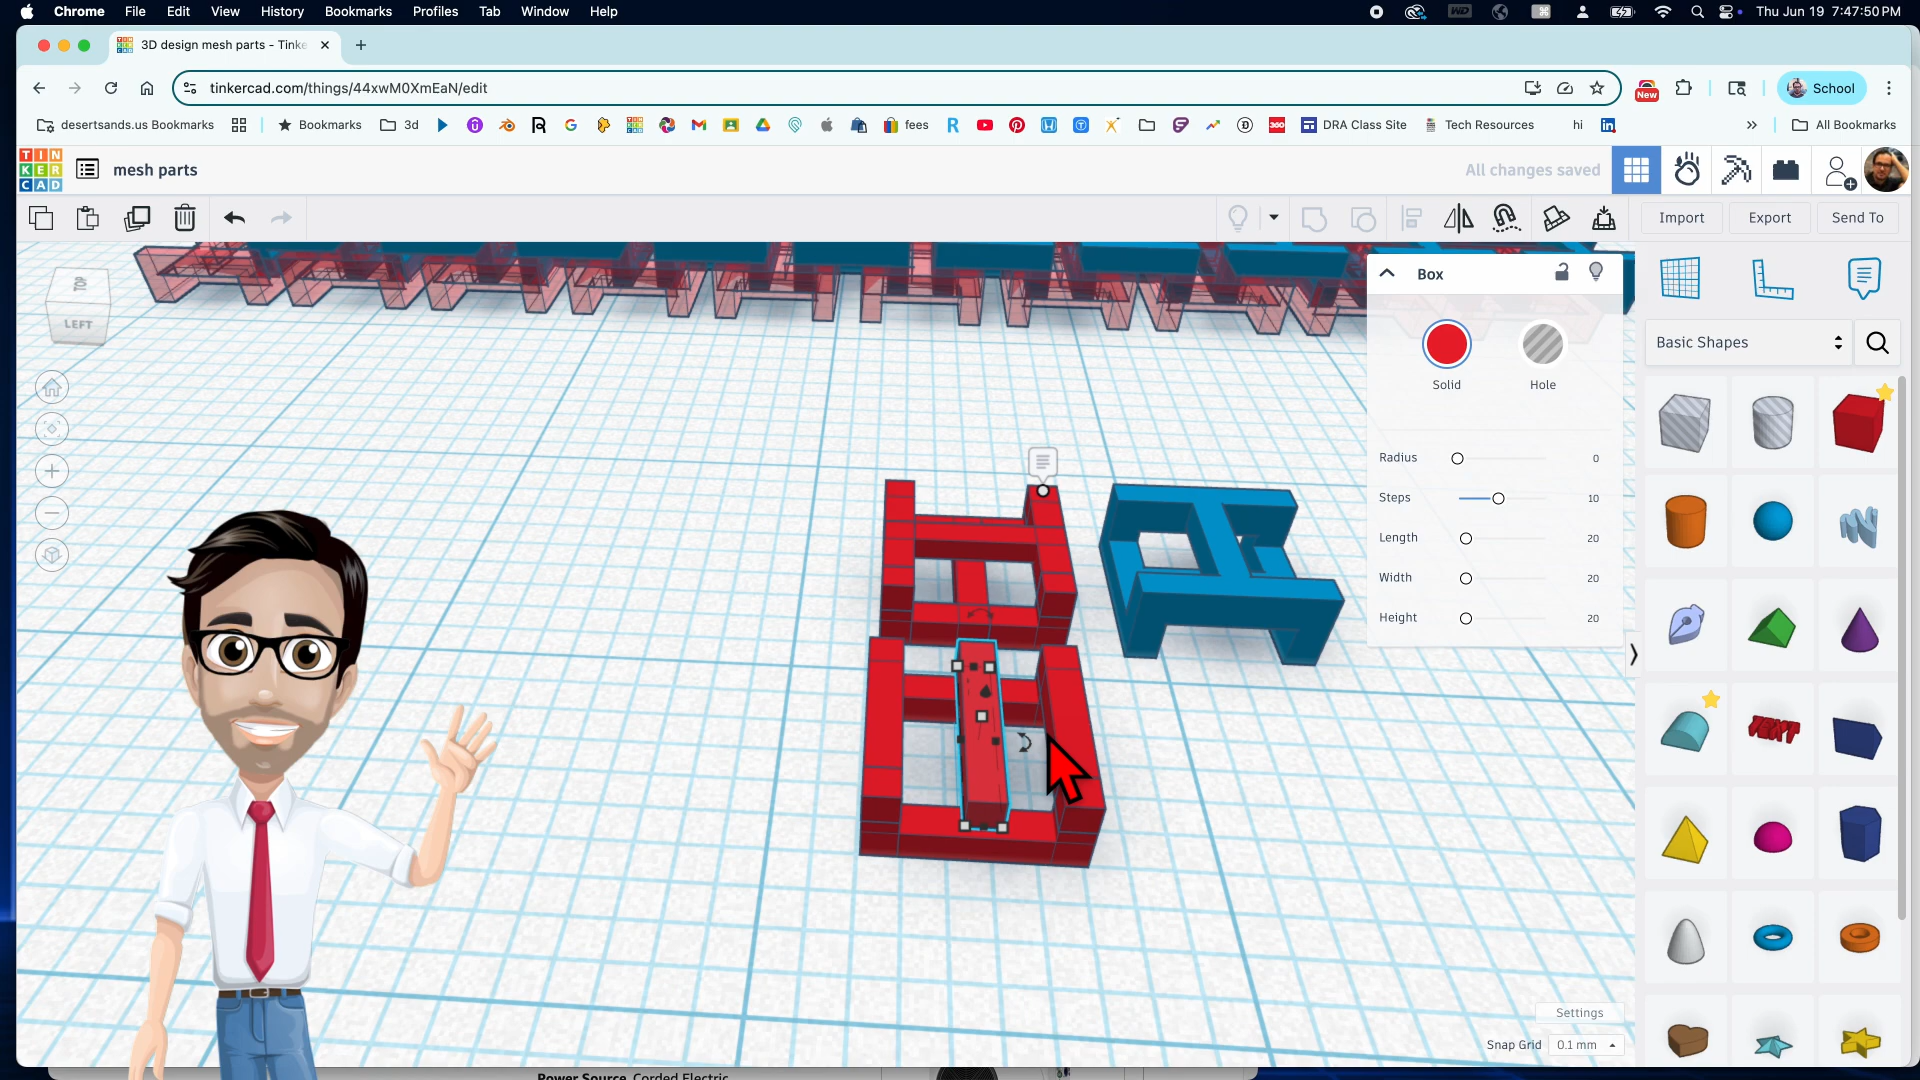 Chrome File Edit View History Bookmarks Profiles Tab Window Help
WD
Thu Jun 19 7:47:50 PM
3D design mesh parts - Tinke
tinkercad.com/things/44xwM0XmEaN/edit
New
School
desertsands.us Bookmarks
Bookmarks
3d
fees
DRA Class Site
Tech Resources
hi
All Bookmarks
TIN
KER
CAD
mesh parts
All changes saved
Import
Export
Send To
TOP
LEFT
Box
Solid
Hole
Radius 0
Steps 10
Length 20
Width 20
Height 20
Basic Shapes
TEXT
Settings
Snap Grid 0.1 mm
Power Source Corded Electric